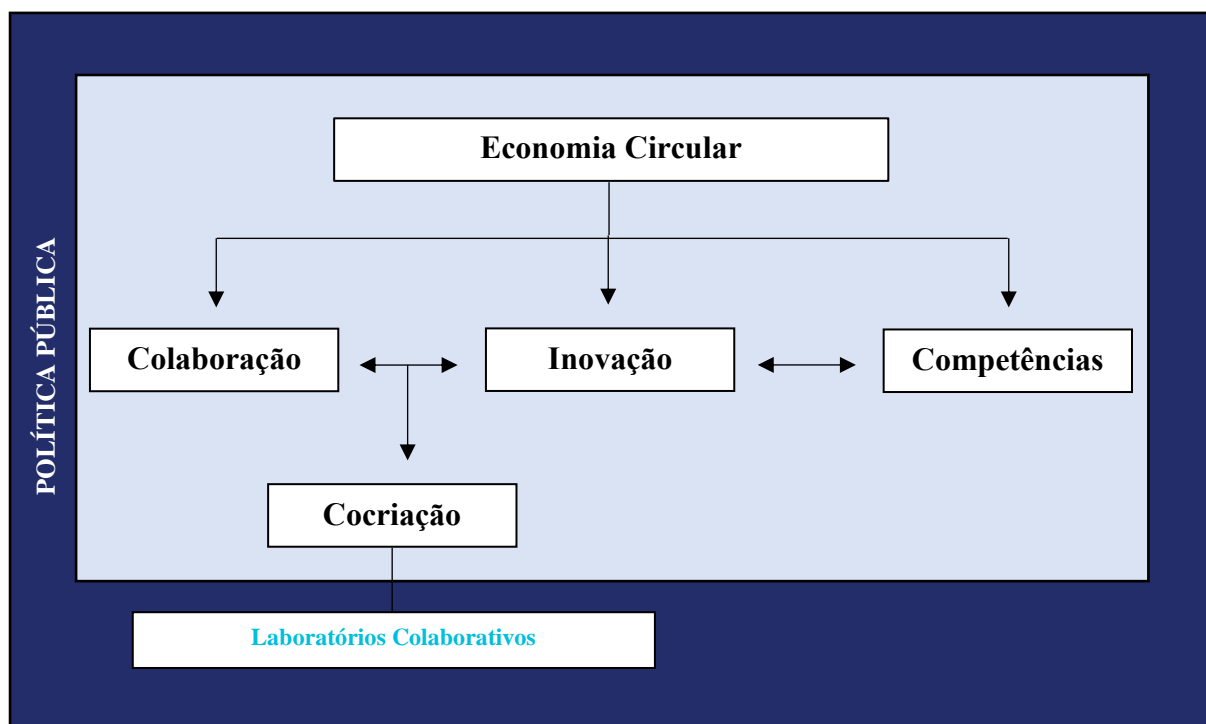 Economia Circular
POLÍTICA PÚBLICA
Colaboração
Inovação
Competências
Cocriação
Laboratórios Colaborativos